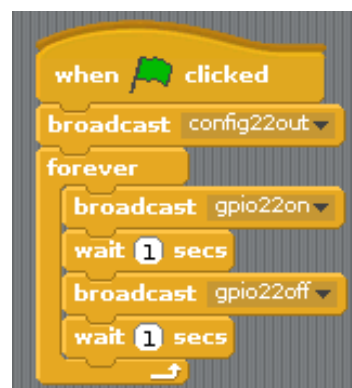 when clicked
broadcast config22out
forever
broadcast gpio22on
wait 1 secs
broadcast gpio22off
wait 1 secs